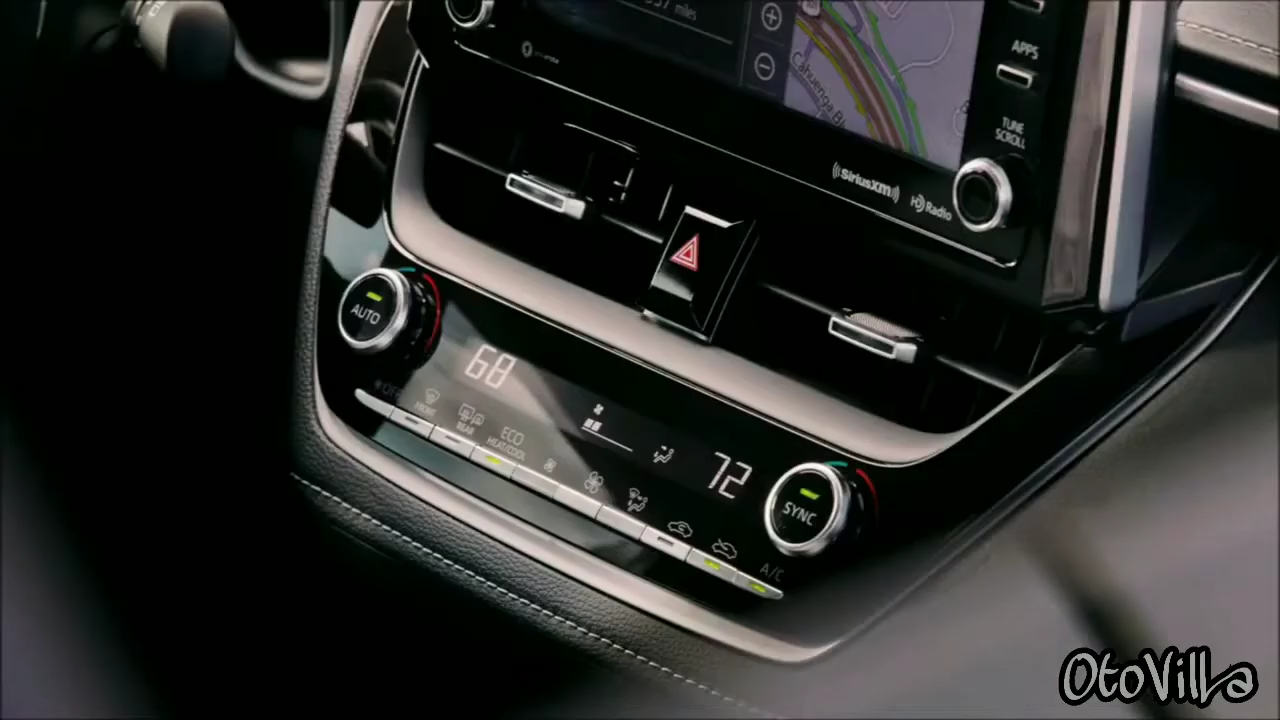 miles
APPS
Cahuenga Bl
TUNE
SCROLL
SiriusXM
HD Radio
AUTO
68
OFF
FRONT
REAR
ECO
HEAT/COOL
72
SYNC
A/C
OtoVilla